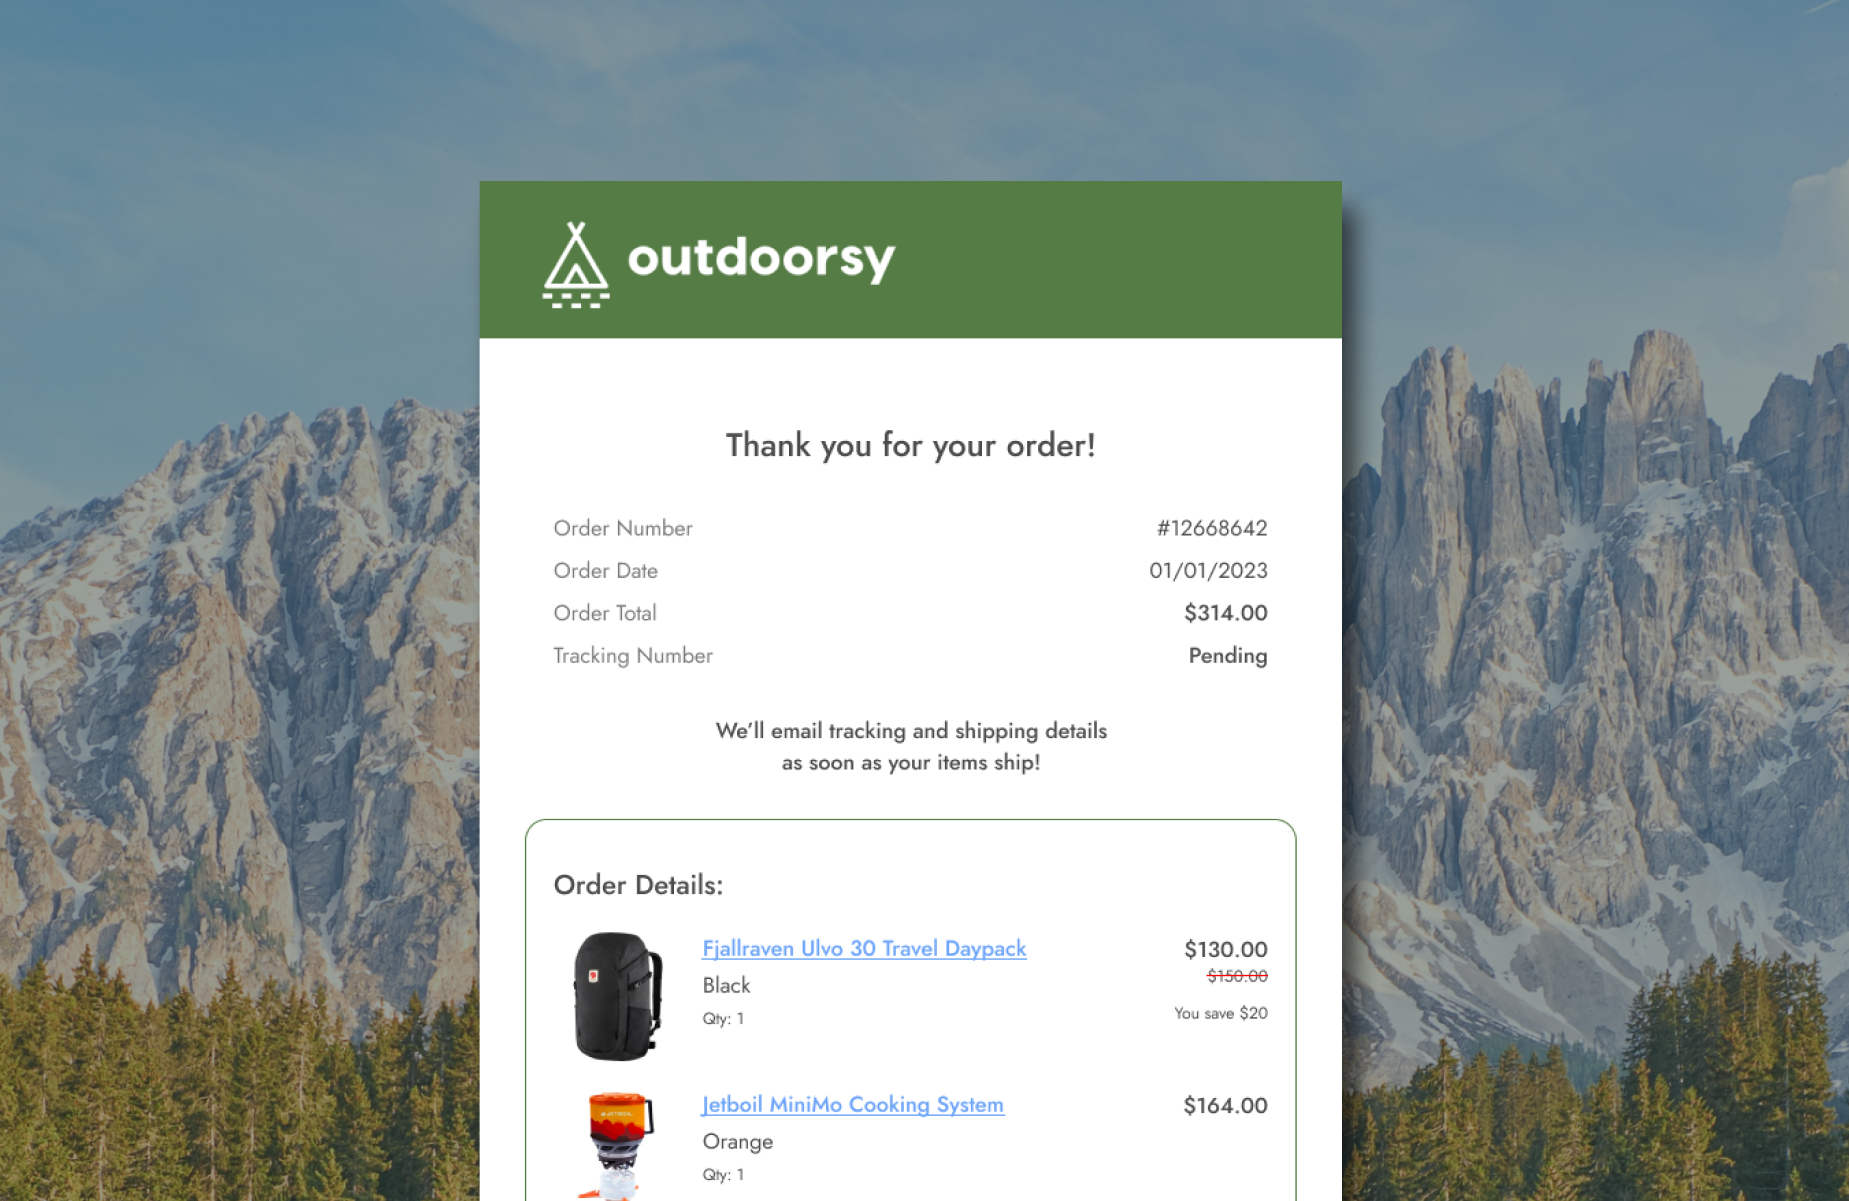 outdoorsy
Thank you for your order!
Order Number #12668642
Order Date 01/01/2023
Order Total $314.00
Tracking Number Pending
We'll email tracking and shipping details
as soon as your items ship!
Order Details:
Fjallraven Ulvo 30 Travel Daypack $130.00
$150.00
Black
You save $20
Qty: 1
JETBOIL
Jetboil MiniMo Cooking System $164.00
Orange
Qty: 1